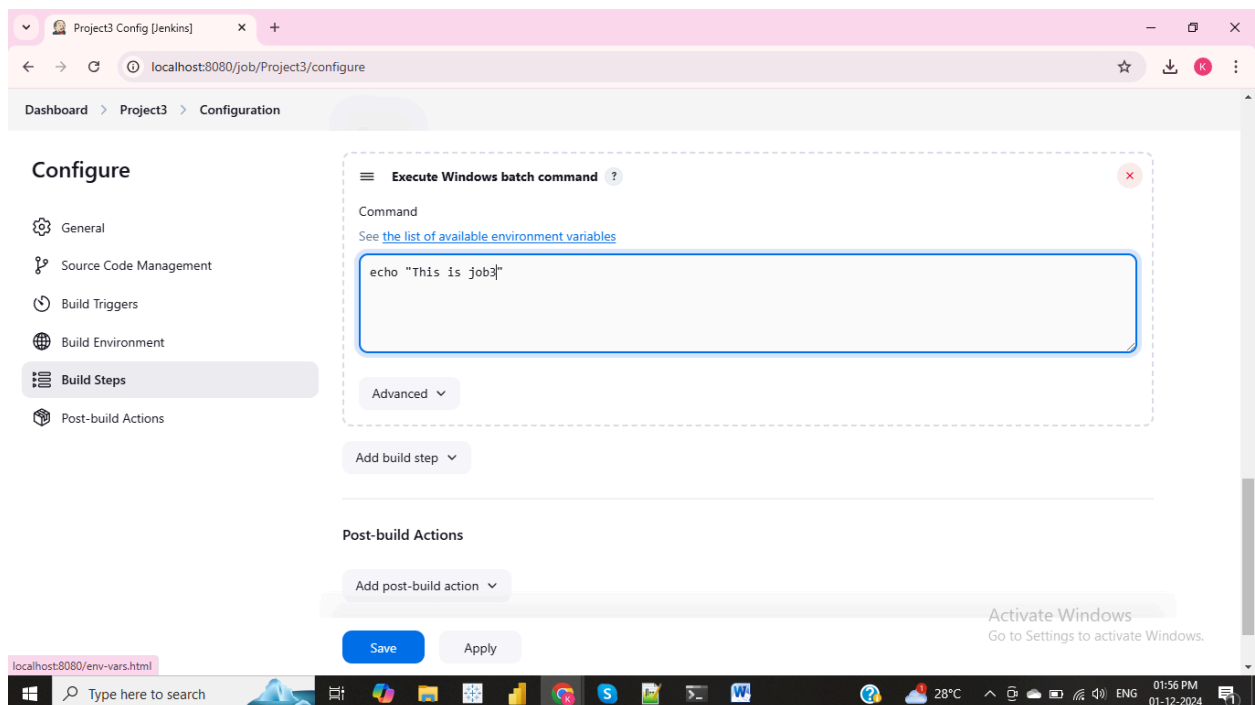 Project3 Config [Jenkins]
localhost:8080/job/Project3/configure
K
Dashboard > Project3 > Configuration
Configure
General
Source Code Management
Build Triggers
Build Environment
Build Steps
Post-build Actions
Execute Windows batch command ?
Command
See the list of available environment variables
echo "This is job3"
Advanced
Add build step
Post-build Actions
Add post-build action
Save Apply
Activate Windows
Go to Settings to activate Windows.
localhost:8080/env-vars.html
Type here to search
28°C
ENG
01:56 PM
01-12-2024
1